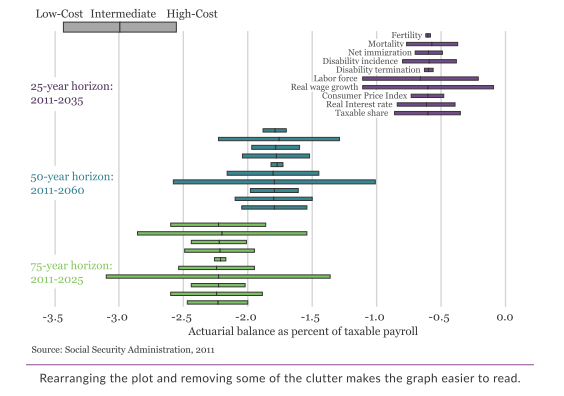 Low-Cost Intermediate High-Cost
Fertility
Mortality
Net immigration
Disability incidence
Disability termination
Labor force
Real wage growth
Consumer Price Index
Real Interest rate
Taxable share
25-year horizon:
2011-2035
50-year horizon:
2011-2060
75-year horizon:
2011-2025
-3.5 -3.0 -2.5 -2.0 -1.5 -1.0 -0.5 0.0
Actuarial balance as percent of taxable payroll
Source: Social Security Administration, 2011
Rearranging the plot and removing some of the clutter makes the graph easier to read.